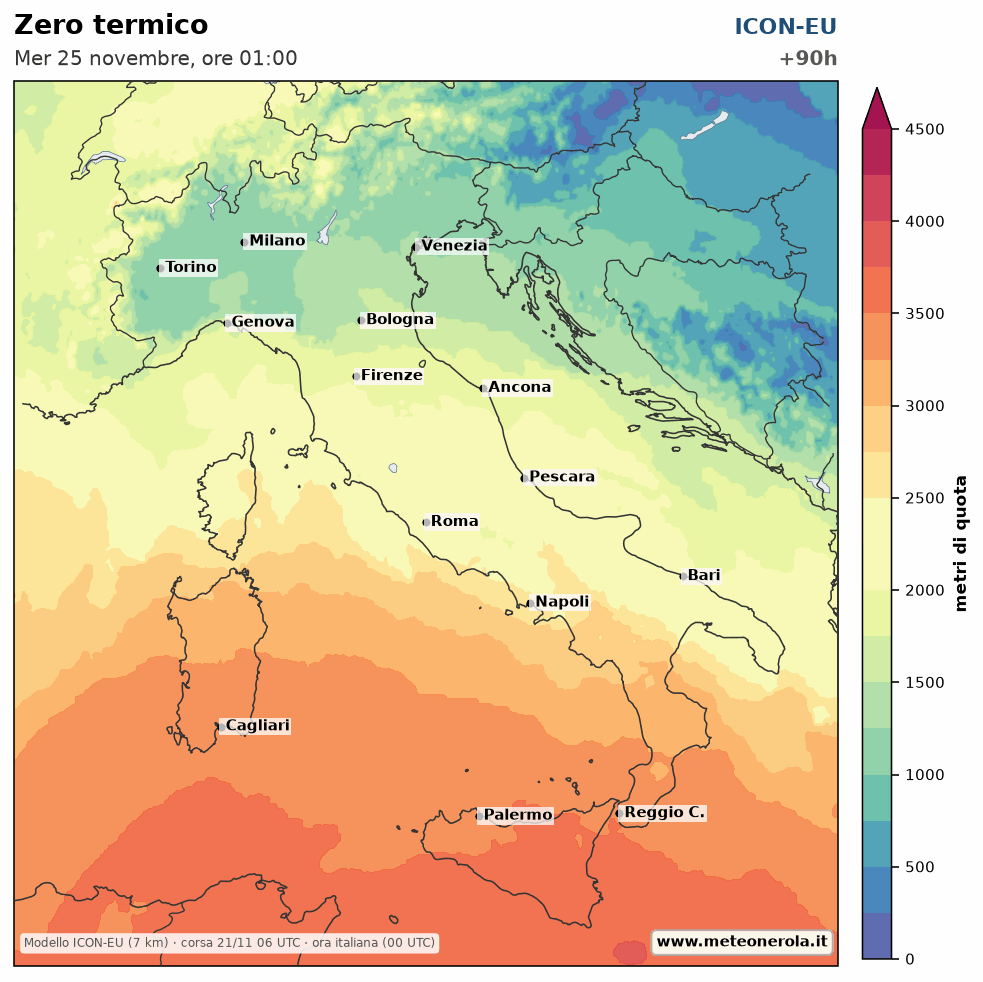 Zero termico
ICON-EU
Mer 25 novembre, ore 01:00
+90h
Milano
Venezia
Torino
Genova
Bologna
Firenze
Ancona
Pescara
Roma
Bari
Napoli
Cagliari
Palermo
Reggio C.
4500
4000
3500
3000
2500
2000
1500
1000
500
0
metri di quota
Modello ICON-EU (7 km) · corsa 21/11 06 UTC · ora italiana (00 UTC)
www.meteonerola.it